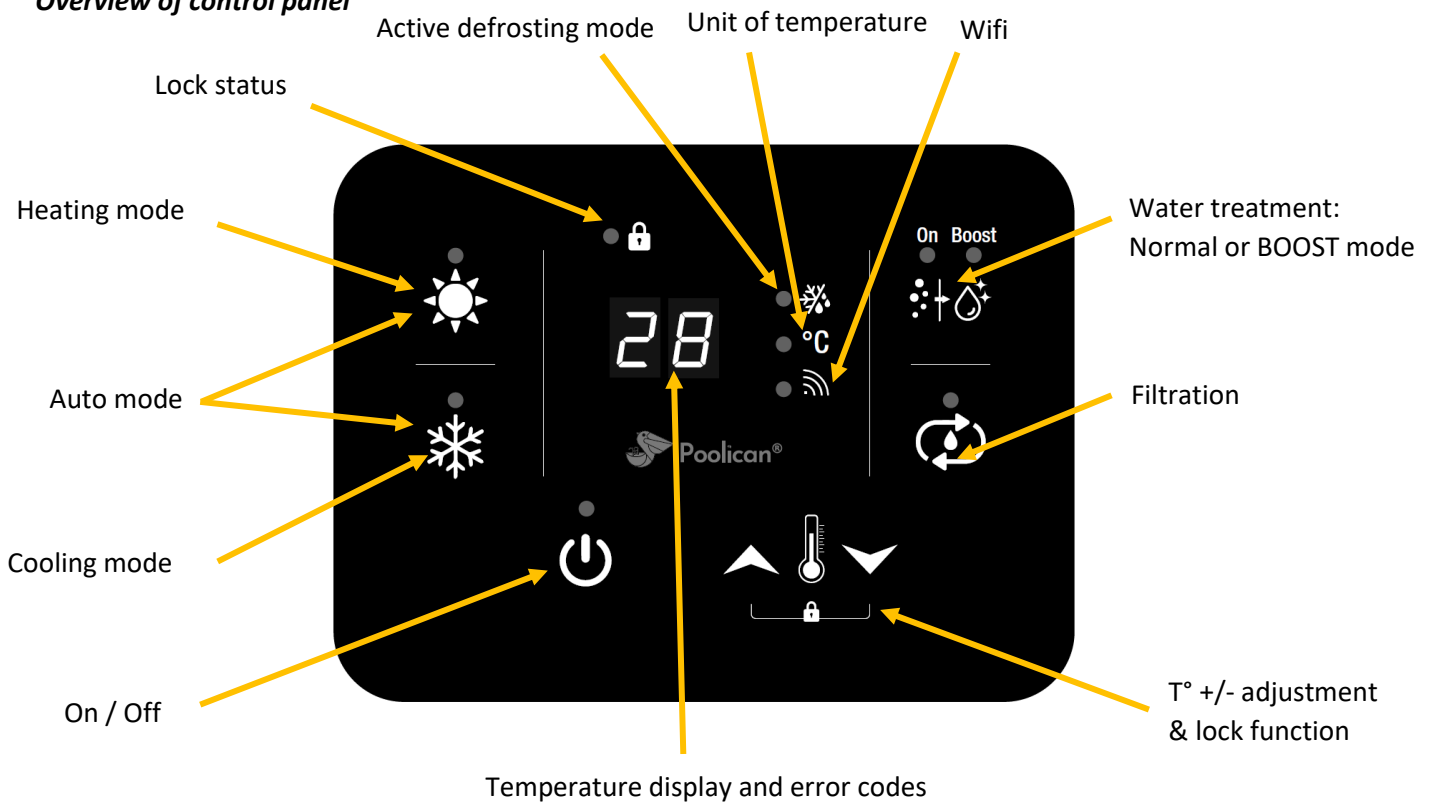 Overview of control panel
Active defrosting mode
Unit of temperature
Wifi
Lock status
Heating mode
Water treatment:
Normal or BOOST mode
On Boost
28
°C
Auto mode
Filtration
Poolican®
Cooling mode
On / Off
T° +/- adjustment
& lock function
Temperature display and error codes